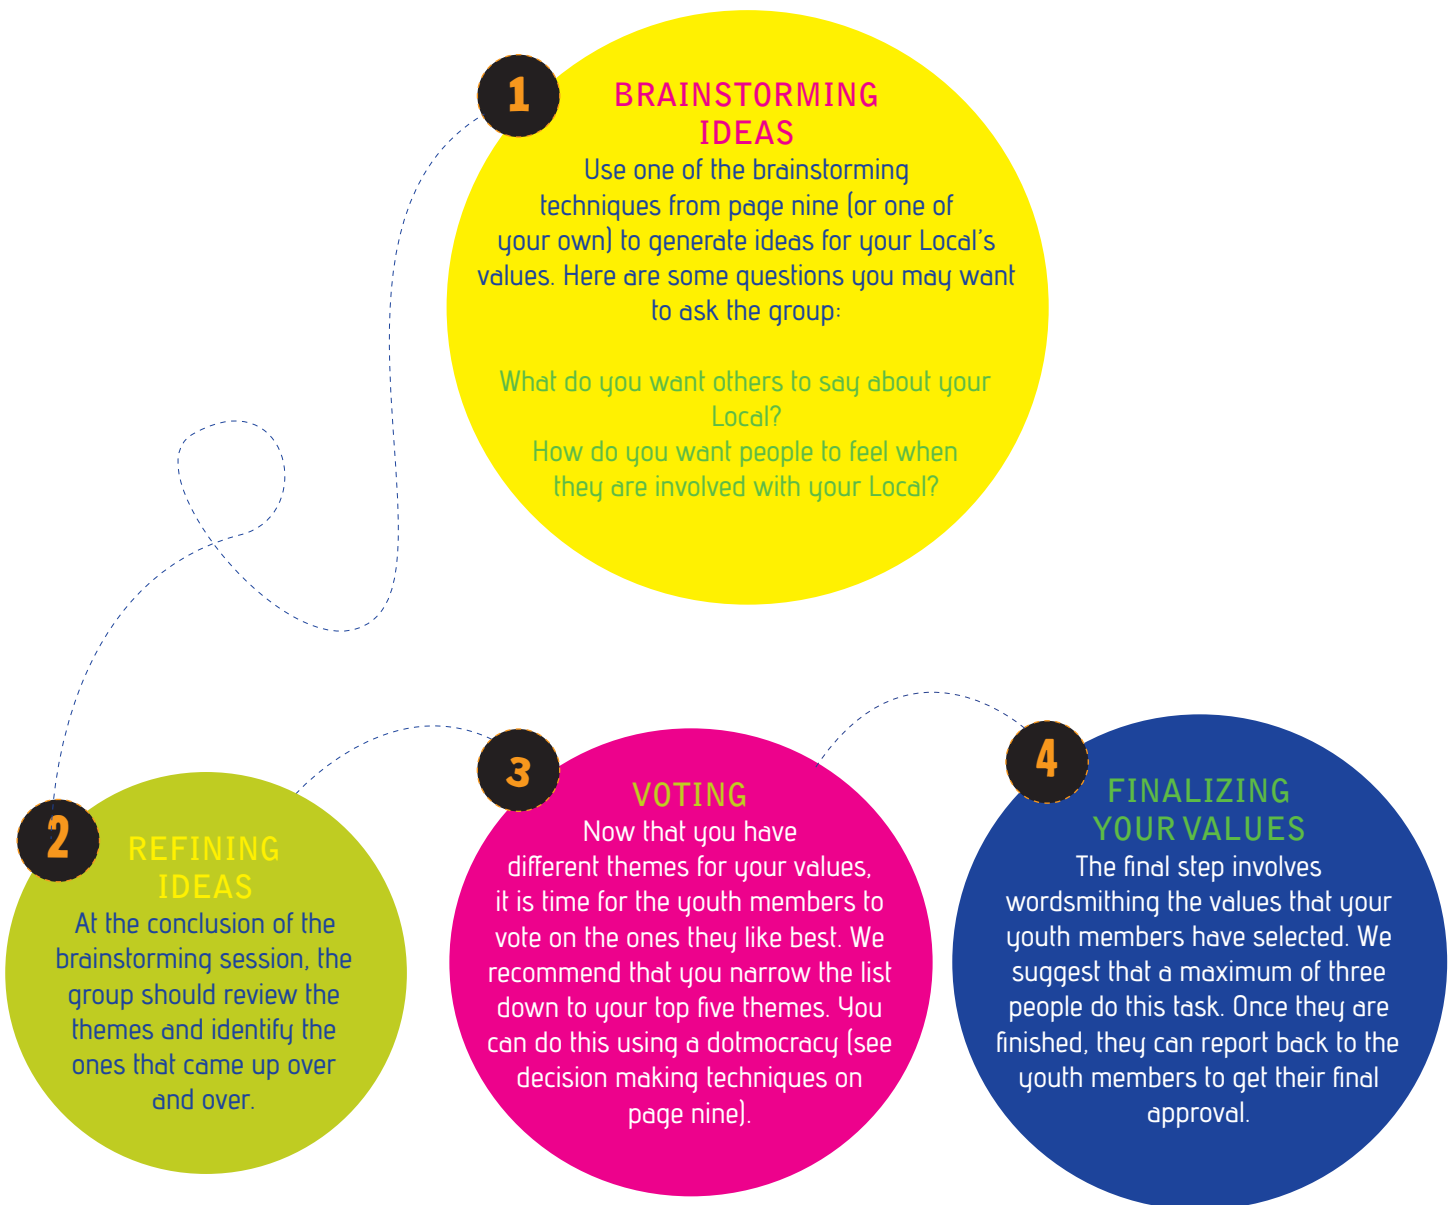 1
BRAINSTORMING
IDEAS
Use one of the brainstorming
techniques from page nine (or one of
your own) to generate ideas for your Local's
values. Here are some questions you may want
to ask the group:
What do you want others to say about your
Local?
How do you want people to feel when
they are involved with your Local?
2
REFINING
IDEAS
At the conclusion of the
brainstorming session, the
group should review the
themes and identify the
ones that came up over
and over.
3
VOTING
Now that you have
different themes for your values,
it is time for the youth members to
vote on the ones they like best. We
recommend that you narrow the list
down to your top five themes. You
can do this using a dotmocracy (see
decision making techniques on
page nine).
4
FINALIZING
YOUR VALUES
The final step involves
wordsmithing the values that your
youth members have selected. We
suggest that a maximum of three
people do this task. Once they are
finished, they can report back to the
youth members to get their final
approval.